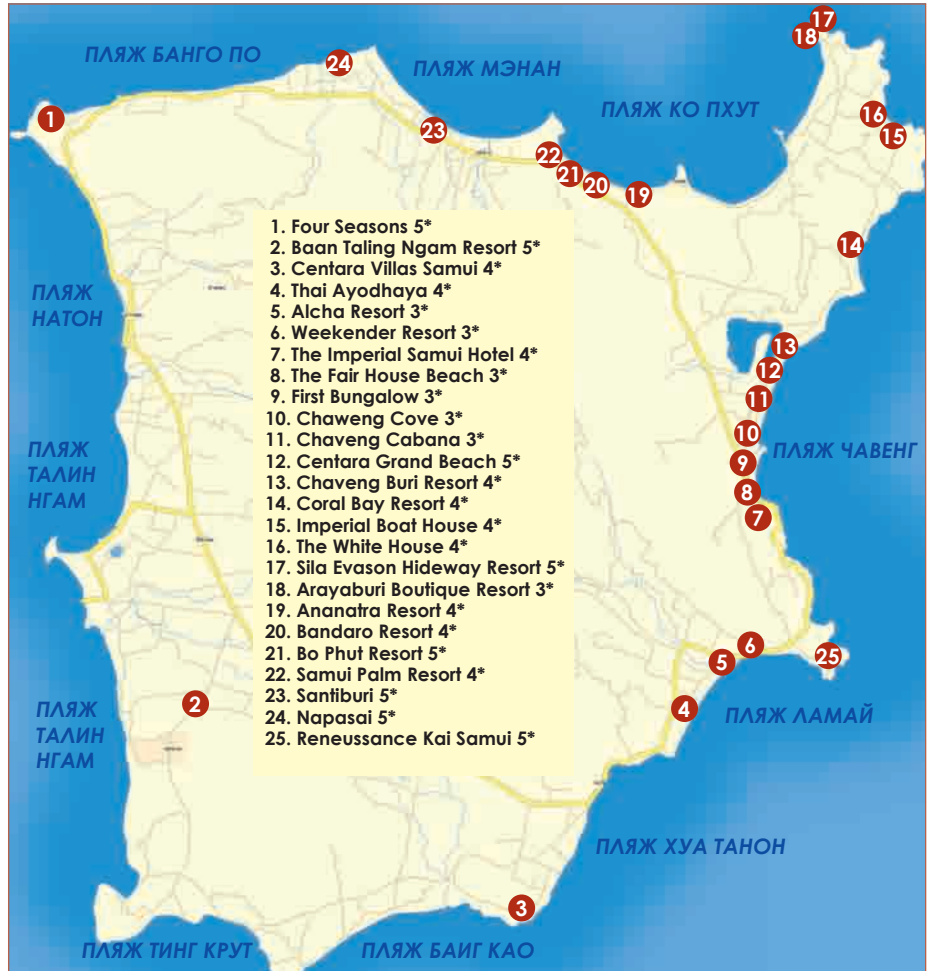 17
18
ПЛЯЖ БАНГО ПО
24
ПЛЯЖ МЭНАН
ПЛЯЖ КО ПХУТ
1
16
23
15
22
21
20
19
1. Four Seasons 5*
2. Baan Taling Ngam Resort 5*
3. Centara Villas Samui 4*
4. Thai Ayodhaya 4*
5. Alcha Resort 3*
6. Weekender Resort 3*
7. The Imperial Samui Hotel 4*
8. The Fair House Beach 3*
9. First Bungalow 3*
10. Chaweng Cove 3*
11. Chaveng Cabana 3*
12. Centara Grand Beach 5*
13. Chaveng Buri Resort 4*
14. Coral Bay Resort 4*
15. Imperial Boat House 4*
16. The White House 4*
17. Sila Evason Hideway Resort 5*
18. Arayaburi Boutique Resort 3*
19. Ananatra Resort 4*
20. Bandaro Resort 4*
21. Bo Phut Resort 5*
22. Samui Palm Resort 4*
23. Santiburi 5*
24. Napasai 5*
25. Reneussance Kai Samui 5*
14
ПЛЯЖ
НАТОН
13
12
11
10
ПЛЯЖ ЧАВЕНГ
9
ПЛЯЖ
ТАЛИН
НГАМ
8
7
6
5
25
2
4
ПЛЯЖ
ТАЛИН
НГАМ
ПЛЯЖ ЛАМАЙ
ПЛЯЖ ХУА ТАНОН
3
ПЛЯЖ ТИНГ КРУТ
ПЛЯЖ БАИГ КАО